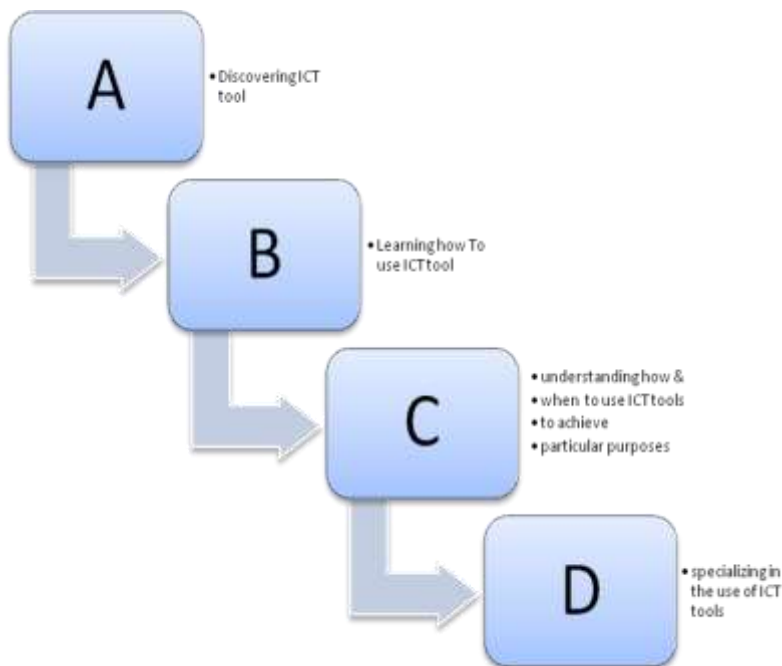 A
• Discovering ICT
tool
B
• Learning how To
use ICT tool
C
• understanding how &
• when to use ICT tools
• to achieve
• particular purposes
D
• specializing in
the use of ICT
tools